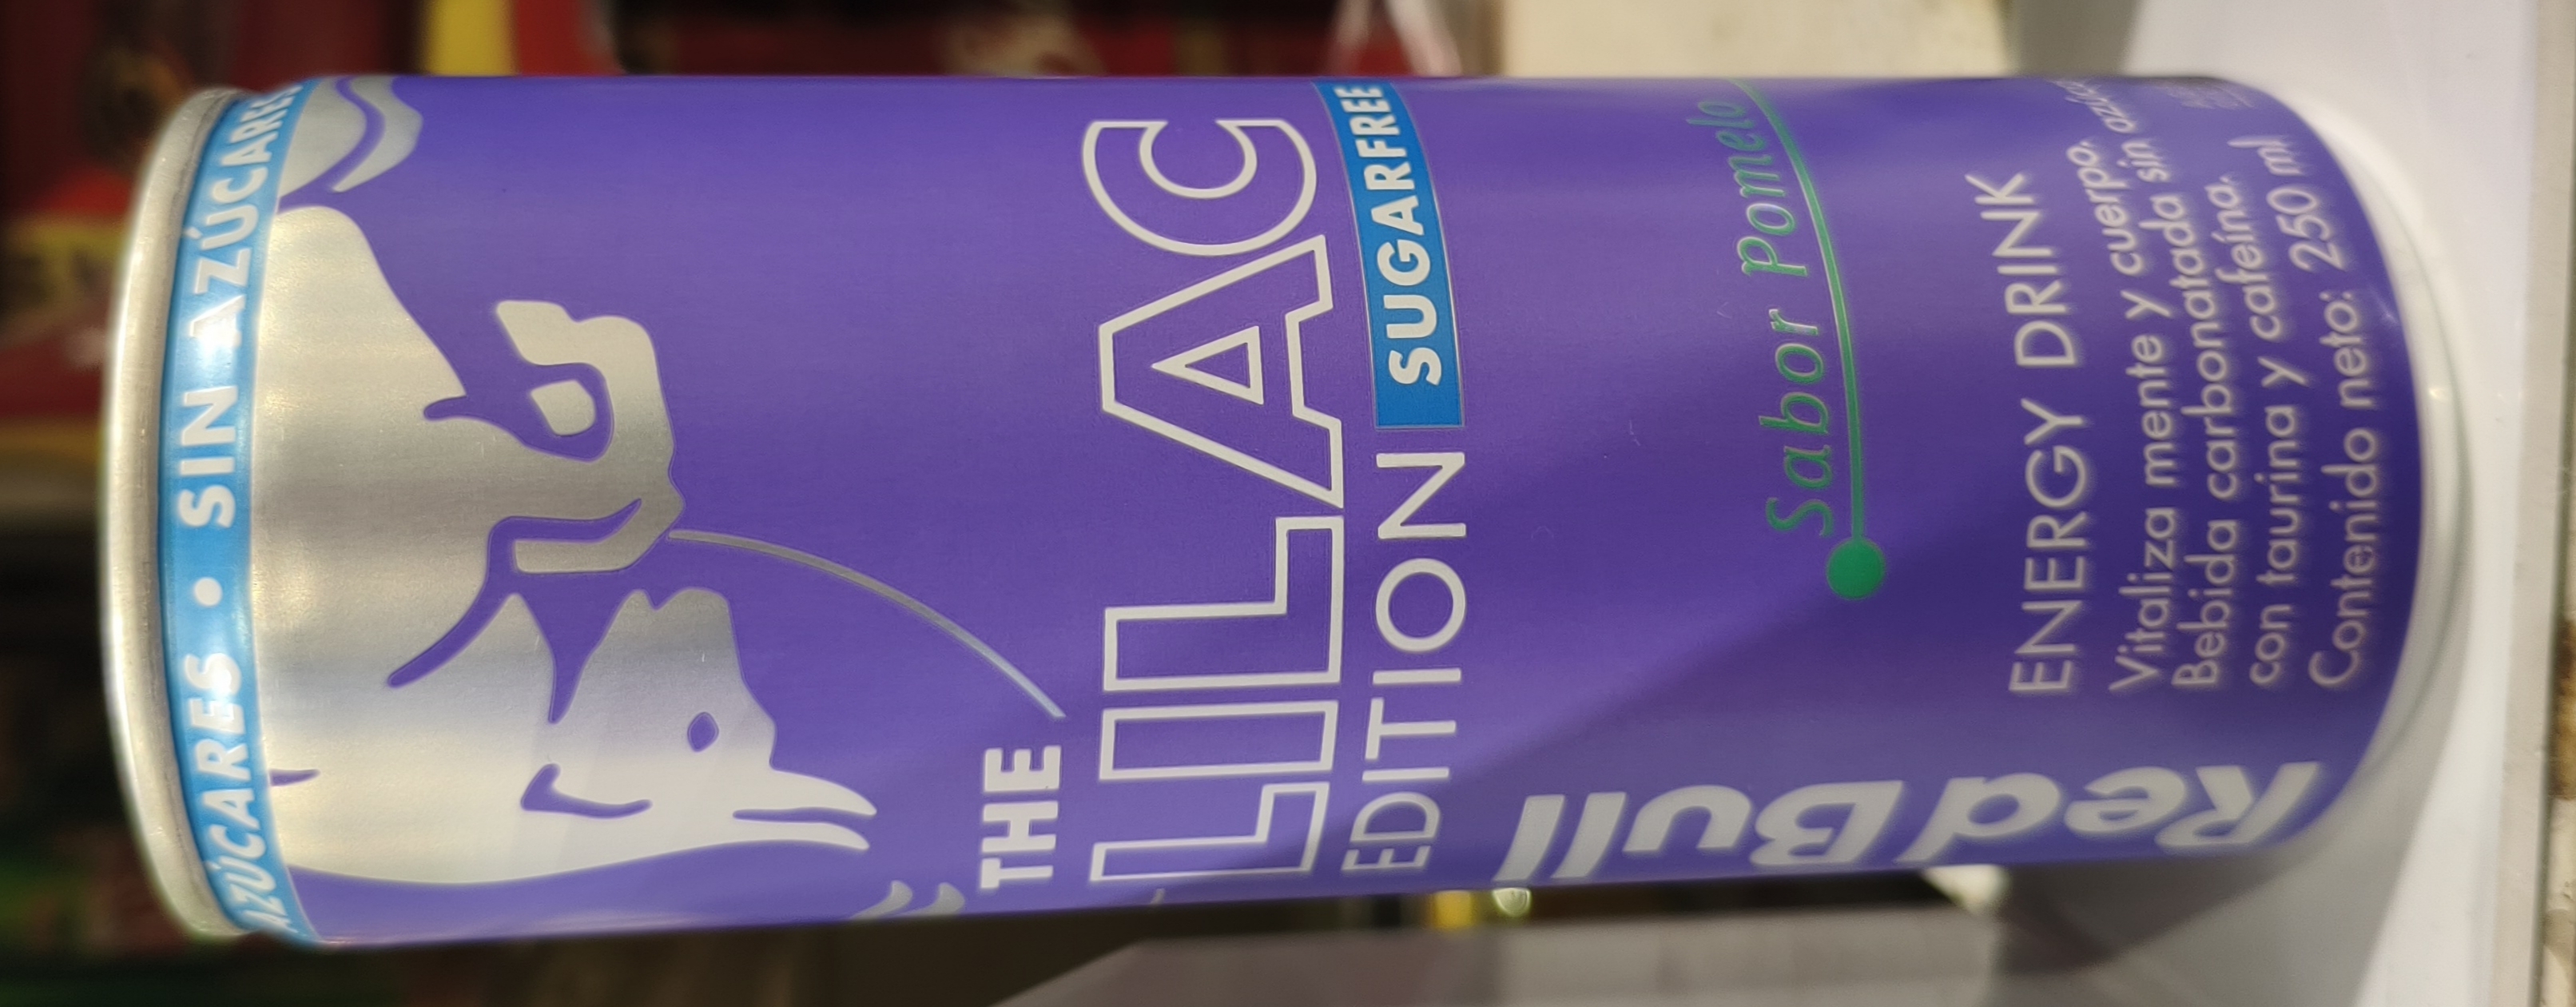 AZÚCARES • SIN AZÚCARES
THE
LILAC
EDITION SUGARFREE
Sabor Pomelo
ENERGY DRINK
Vitaliza mente y cuerpo.
Bebida carbonatada sin
con taurina y cafeína.
Contenido neto: 250 ml
Red Bull